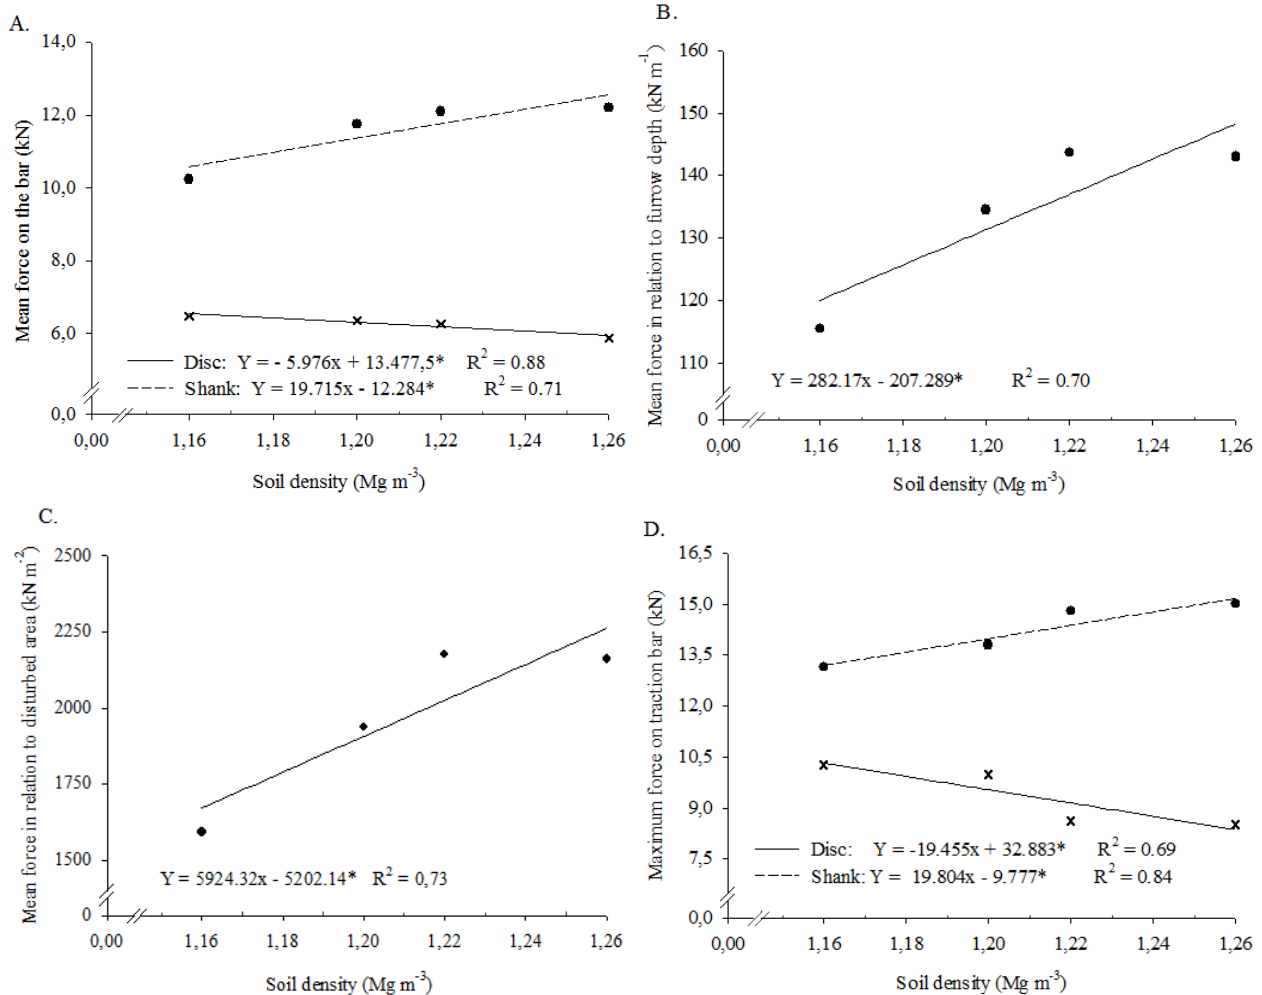 A.
Mean force on the bar (kN)
14,0
12,0
10,0
8,0
6,0
0,0
Disc: Y = - 5.976x + 13.477,5* R² = 0.88
Shank: Y = 19.715x - 12.284* R² = 0.71
0,00 1,16 1,18 1,20 1,22 1,24 1,26
Soil density (Mg m⁻³)
B.
Mean force in relation to furrow depth (kN m⁻¹)
160
150
140
130
120
110
0
Y = 282.17x - 207.289* R² = 0.70
0,00 1,16 1,18 1,20 1,22 1,24 1,26
Soil density (Mg m⁻³)
C.
Mean force in relation to disturbed area (kN m⁻²)
2500
2250
2000
1750
1500
0
Y = 5924.32x - 5202.14* R² = 0,73
0,00 1,16 1,18 1,20 1,22 1,24 1,26
Soil density (Mg m⁻³)
D.
Maximum force on traction bar (kN)
16,5
15,0
13,5
12,0
10,5
9,0
7,5
0,0
Disc: Y = -19.455x + 32.883* R² = 0.69
Shank: Y = 19.804x - 9.777* R² = 0.84
0,00 1,16 1,18 1,20 1,22 1,24 1,26
Soil density (Mg m⁻³)